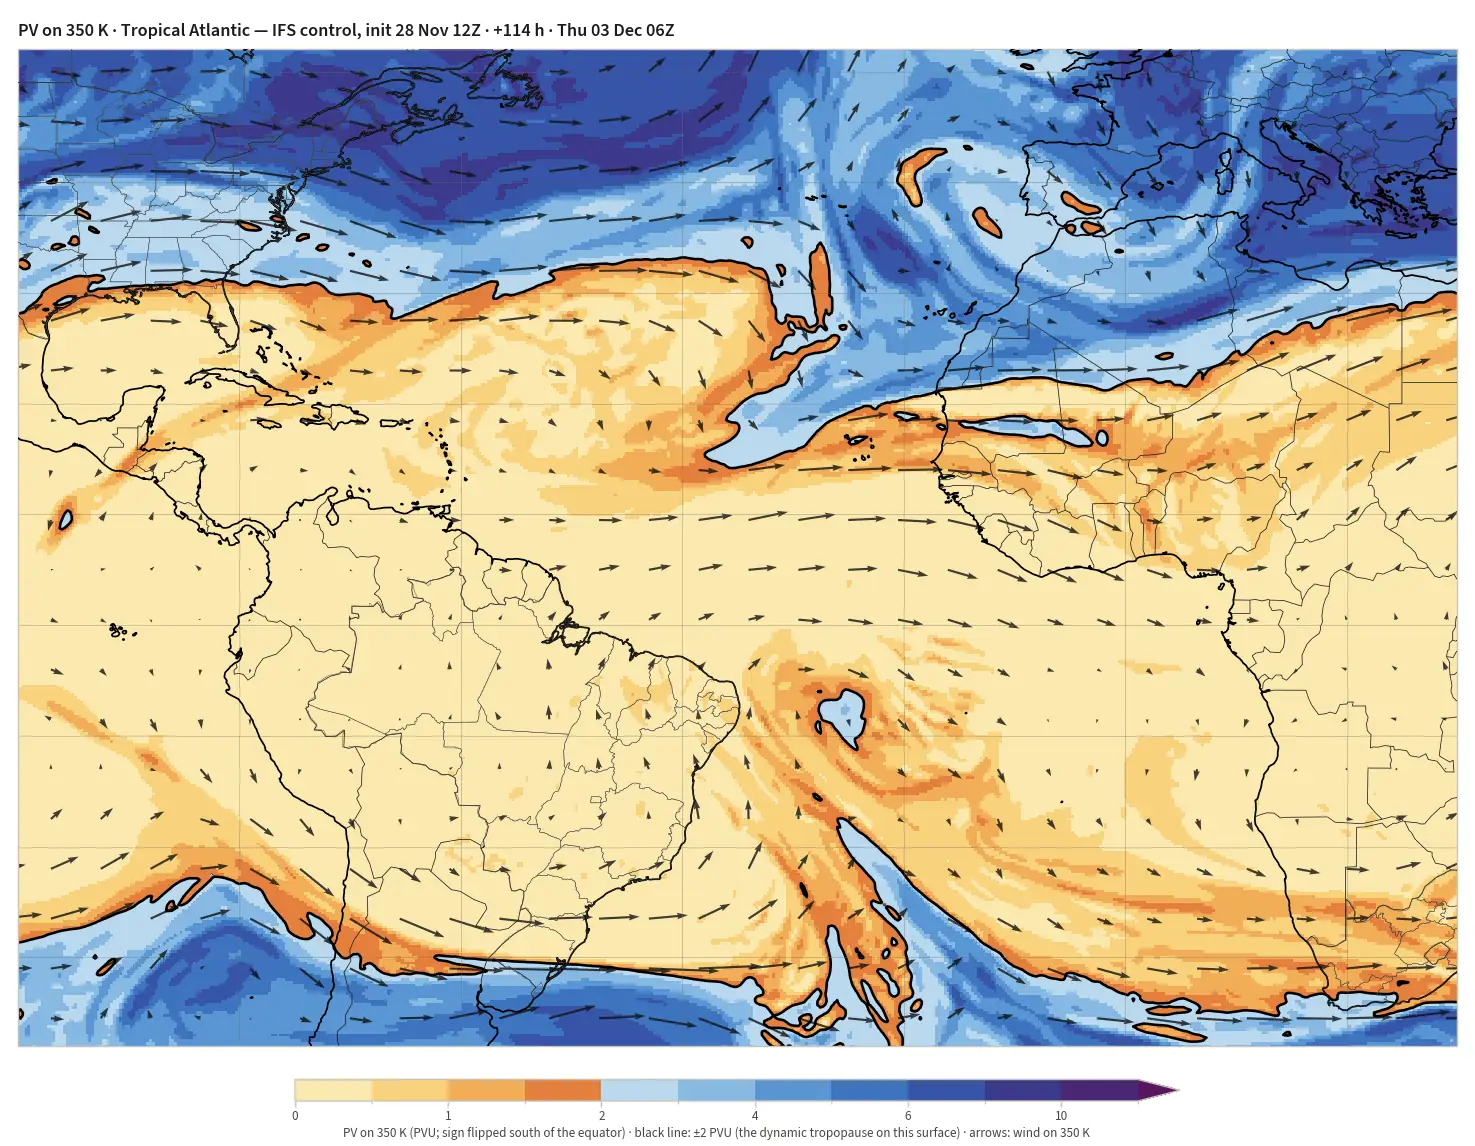 PV on 350 K · Tropical Atlantic — IFS control, init 28 Nov 12Z · +114 h · Thu 03 Dec 06Z
0 1 2 4 6 10
PV on 350 K (PVU; sign flipped south of the equator) · black line: ±2 PVU (the dynamic tropopause on this surface) · arrows: wind on 350 K